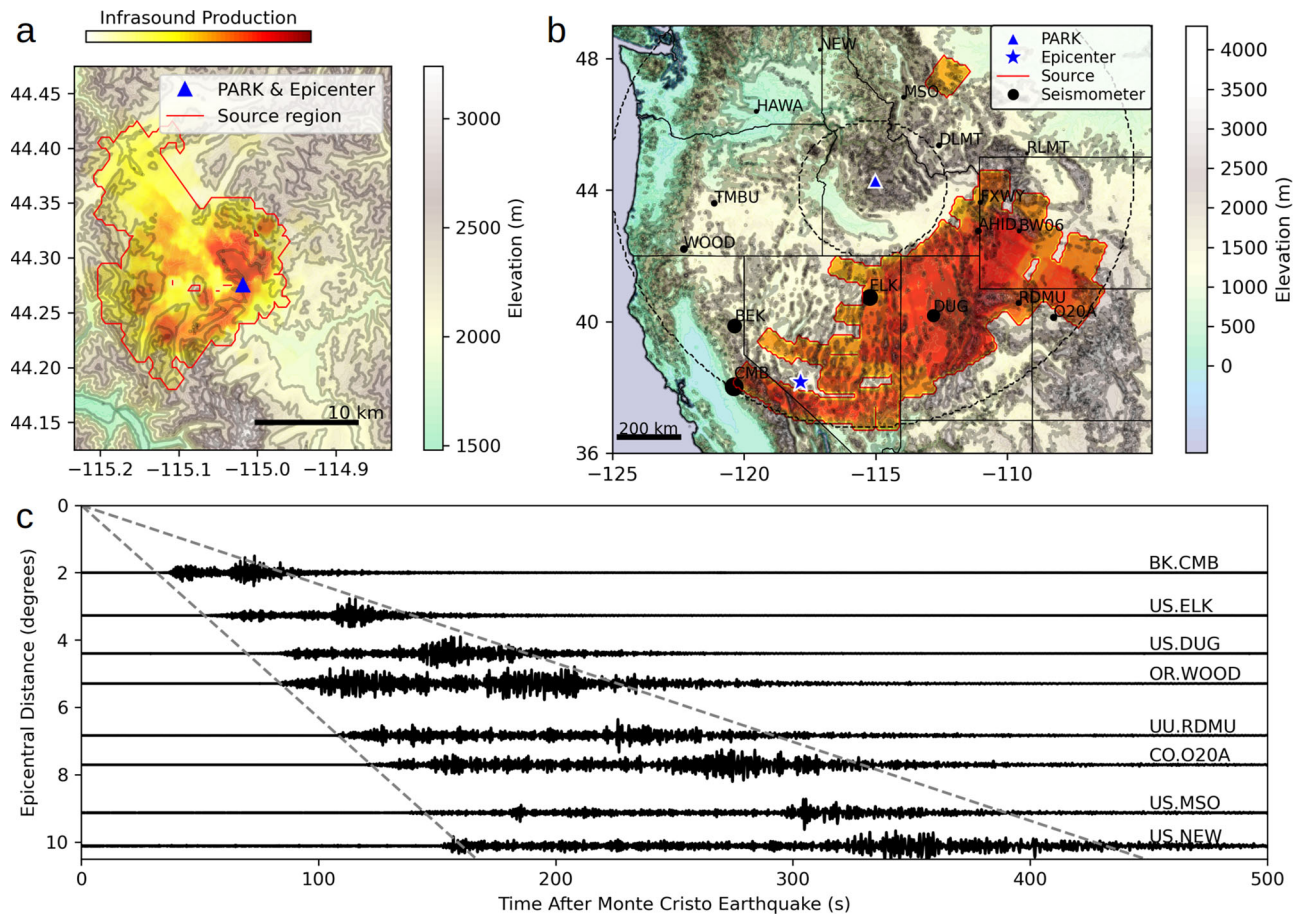 a
Infrasound Production
PARK & Epicenter
Source region
44.45
44.40
44.35
44.30
44.25
44.20
44.15
10 km
−115.2
−115.1
−115.0
−114.9
3000
2500
2000
1500
Elevation (m)
b
PARK
Epicenter
Source
Seismometer
NEW
MSO
HAWA
DLMT
RLMT
TMBU
FXWY
WOOD
AHID
BW06
ELK
RDMU
DUG
O20A
BEK
CMB
200 km
48
44
40
36
−125
−120
−115
−110
4000
3500
3000
2500
2000
1500
1000
500
0
Elevation (m)
c
Epicentral Distance (degrees)
0
2
4
6
8
10
BK.CMB
US.ELK
US.DUG
OR.WOOD
UU.RDMU
CO.O20A
US.MSO
US.NEW
0
100
200
300
400
500
Time After Monte Cristo Earthquake (s)